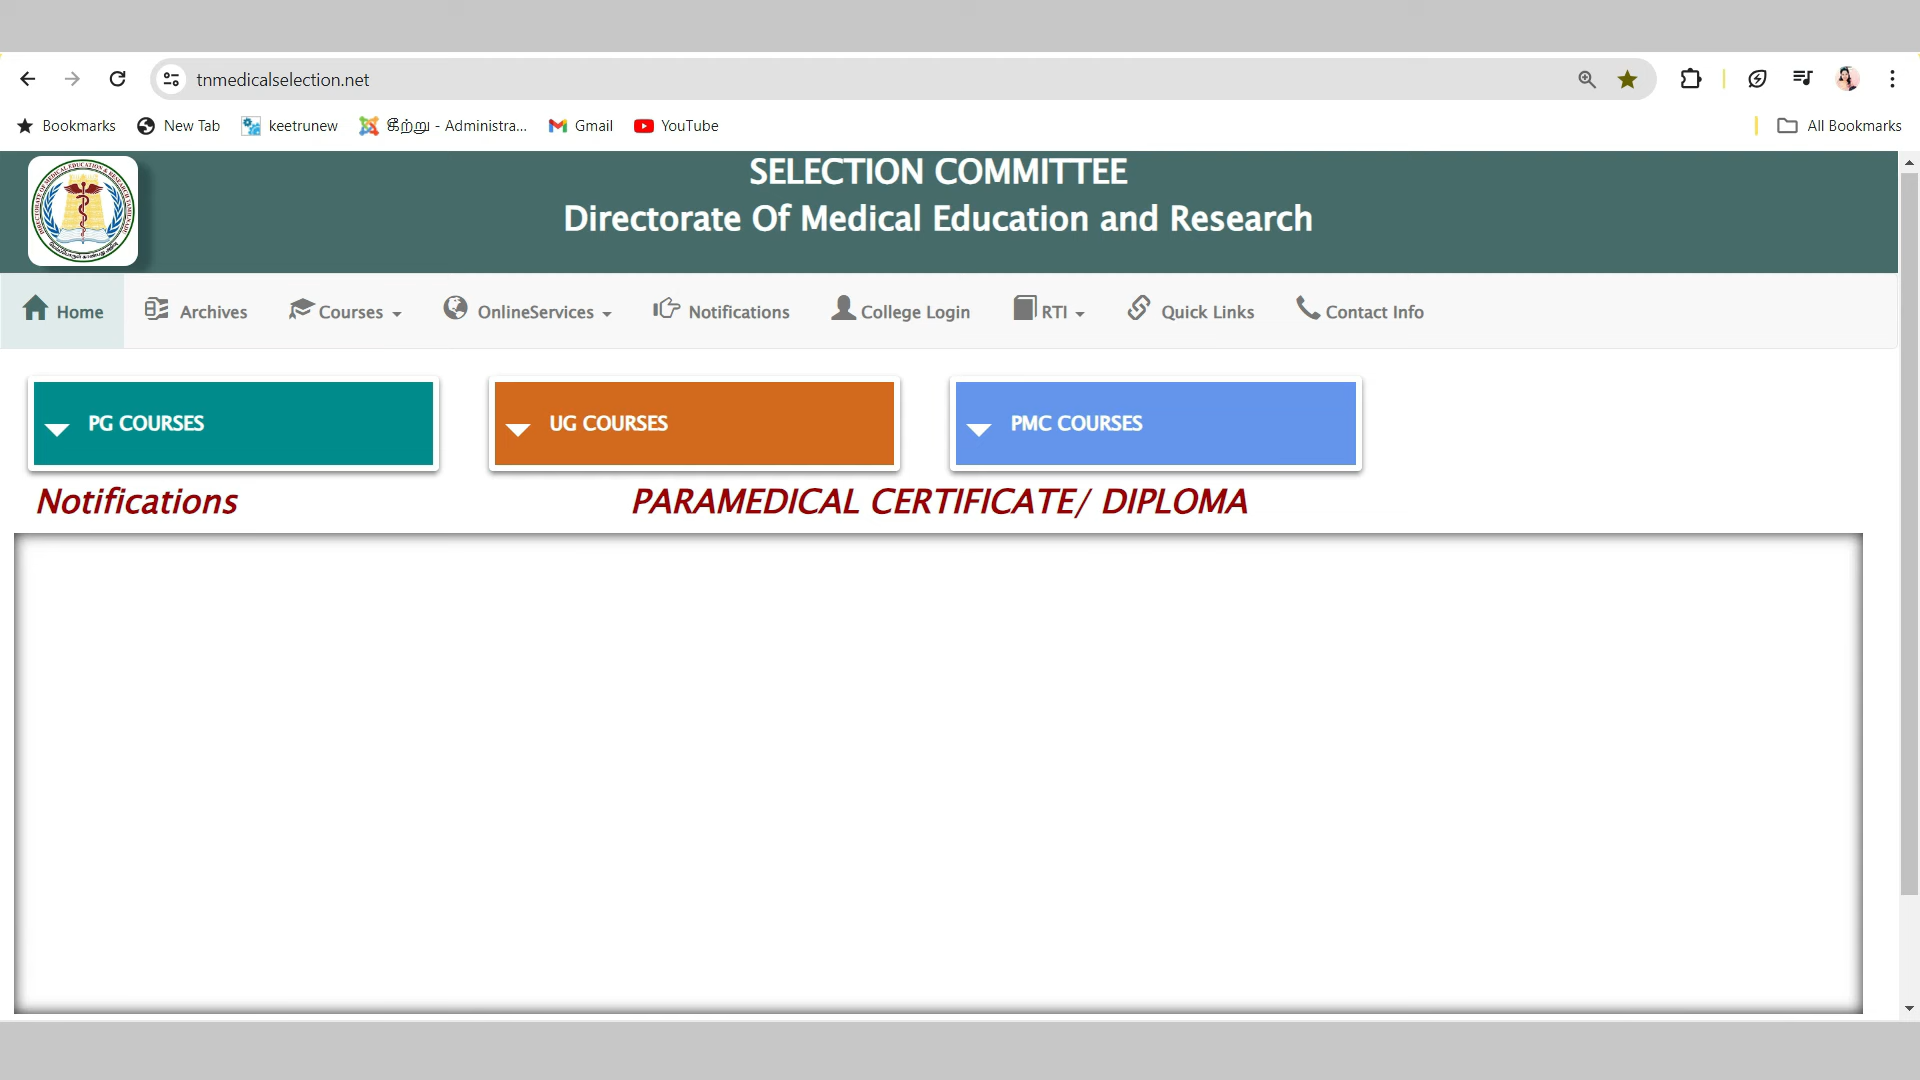 tnmedicalselection.net
Bookmarks New Tab keetrunew கீற்று - Administra... Gmail YouTube All Bookmarks
SELECTION COMMITTEE
Directorate Of Medical Education and Research
Home Archives Courses OnlineServices Notifications College Login RTI Quick Links Contact Info
PG COURSES UG COURSES PMC COURSES
Notifications PARAMEDICAL CERTIFICATE/ DIPLOMA